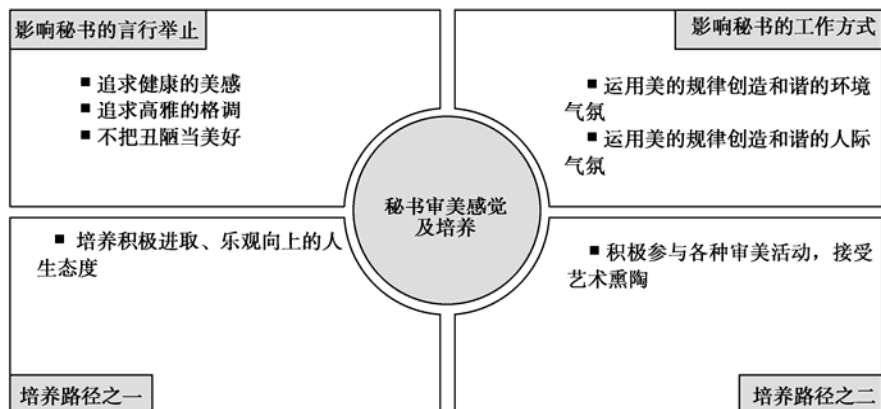 影响秘书的言行举止
■ 追求健康的美感
■ 追求高雅的格调
■ 不把丑陋当美好
影响秘书的工作方式
■ 运用美的规律创造和谐的环境
气氛
■ 运用美的规律创造和谐的人际
气氛
秘书审美感觉
及培养
■ 培养积极进取、乐观向上的人
生态度
培养路径之一
■ 积极参与各种审美活动，接受
艺术熏陶
培养路径之二